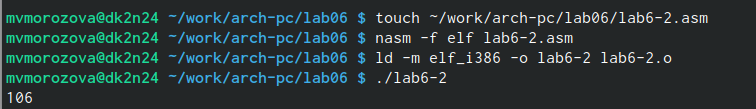 mvmorozova@dk2n24 ~/work/arch-pc/lab06 $ touch ~/work/arch-pc/lab06/lab6-2.asm
mvmorozova@dk2n24 ~/work/arch-pc/lab06 $ nasm -f elf lab6-2.asm
mvmorozova@dk2n24 ~/work/arch-pc/lab06 $ ld -m elf_i386 -o lab6-2 lab6-2.o
mvmorozova@dk2n24 ~/work/arch-pc/lab06 $ ./lab6-2
106